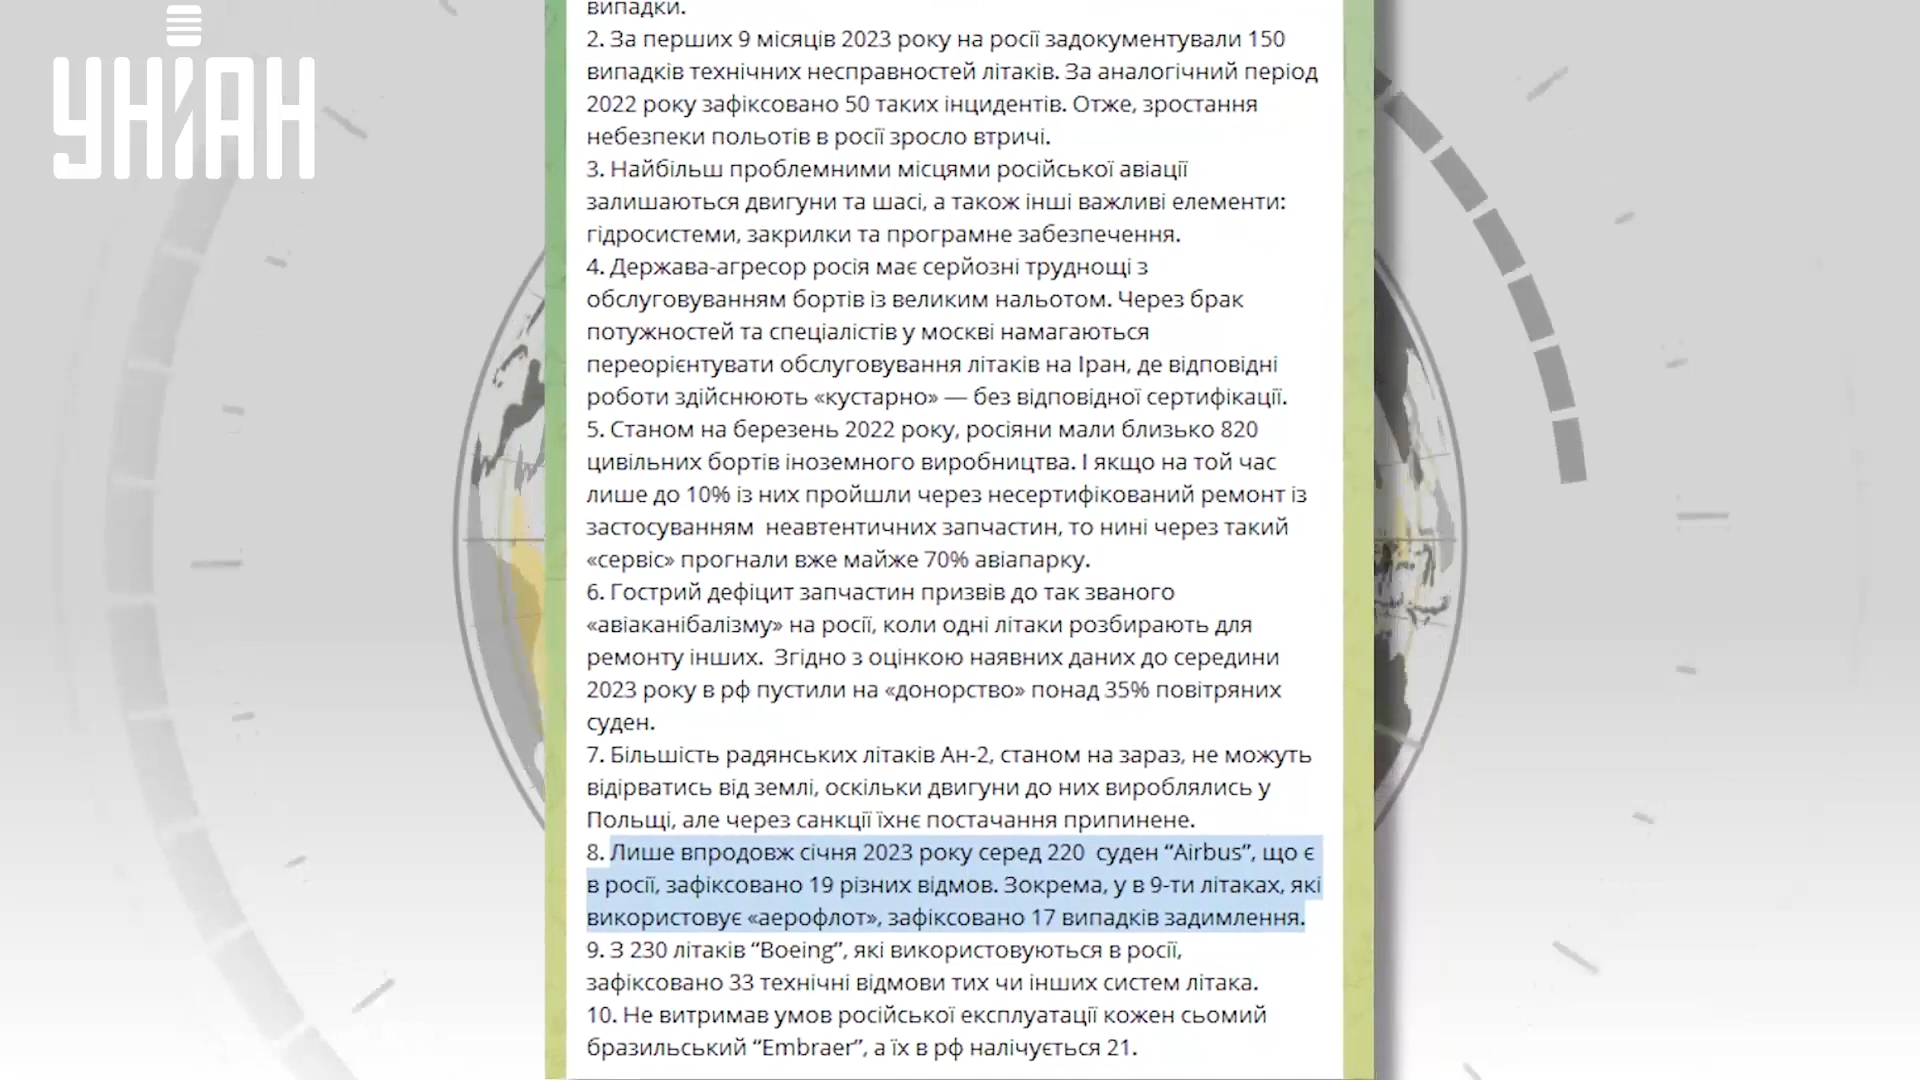 УНІАН
випадки.
2. За перших 9 місяців 2023 року на росії задокументували 150
випадків технічних несправностей літаків. За аналогічний період
2022 року зафіксовано 50 таких інцидентів. Отже, зростання
небезпеки польотів в росії зросло втричі.
3. Найбільш проблемними місцями російської авіації
залишаються двигуни та шасі, а також інші важливі елементи:
гідросистеми, закрилки та програмне забезпечення.
4. Держава-агресор росія має серйозні труднощі з
обслуговуванням бортів із великим нальотом. Через брак
потужностей та спеціалістів у москві намагаються
переорієнтувати обслуговування літаків на Іран, де відповідні
роботи здійснюють «кустарно» — без відповідної сертифікації.
5. Станом на березень 2022 року, росіяни мали близько 820
цивільних бортів іноземного виробництва. І якщо на той час
лише до 10% із них пройшли через несертифікований ремонт із
застосуванням  неавтентичних запчастин, то нині через такий
«сервіс» прогнали вже майже 70% авіапарку.
6. Гострий дефіцит запчастин призвів до так званого
«авіаканібалізму» на росії, коли одні літаки розбирають для
ремонту інших.  Згідно з оцінкою наявних даних до середини
2023 року в рф пустили на «донорство» понад 35% повітряних
суден.
7. Більшість радянських літаків Ан-2, станом на зараз, не можуть
відірватись від землі, оскільки двигуни до них вироблялись у
Польщі, але через санкції їхнє постачання припинене.
8. Лише впродовж січня 2023 року серед 220  суден “Airbus”, що є
в росії, зафіксовано 19 різних відмов. Зокрема, у в 9-ти літаках, які
використовує «аерофлот», зафіксовано 17 випадків задимлення.
9. З 230 літаків “Boeing”, які використовуються в росії,
зафіксовано 33 технічні відмови тих чи інших систем літака.
10. Не витримав умов російської експлуатації кожен сьомий
бразильський “Embraer”, а їх в рф налічується 21.